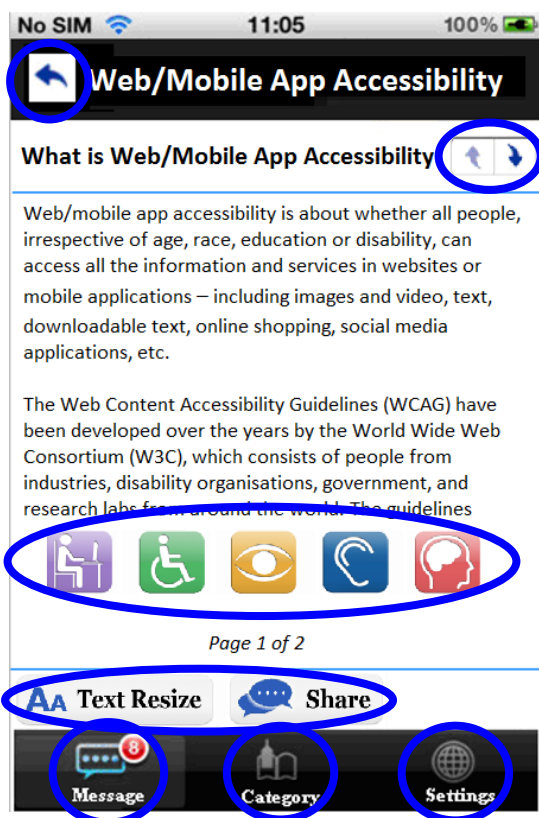 No SIM 11:05 100%
Web/Mobile App Accessibility
What is Web/Mobile App Accessibility
Web/mobile app accessibility is about whether all people,
irrespective of age, race, education or disability, can
access all the information and services in websites or
mobile applications – including images and video, text,
downloadable text, online shopping, social media
applications, etc.
The Web Content Accessibility Guidelines (WCAG) have
been developed over the years by the World Wide Web
Consortium (W3C), which consists of people from
industries, disability organisations, government, and
research labs from around the world. The guidelines
Page 1 of 2
AA Text Resize Share
8
Message Category Settings